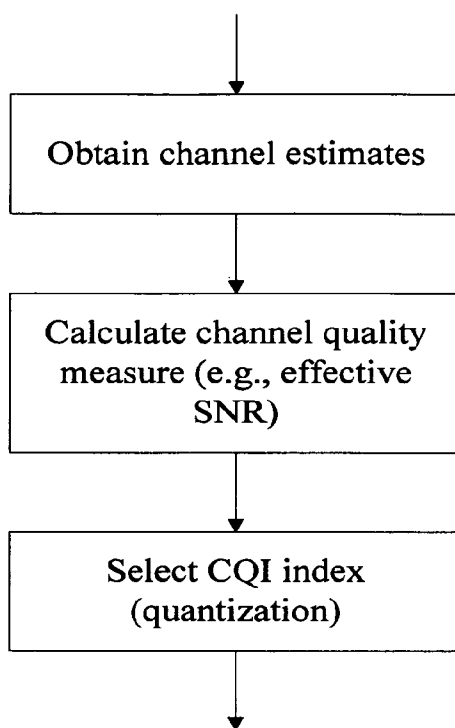 Obtain channel estimates
Calculate channel quality
measure (e.g., effective
SNR)
Select CQI index
(quantization)